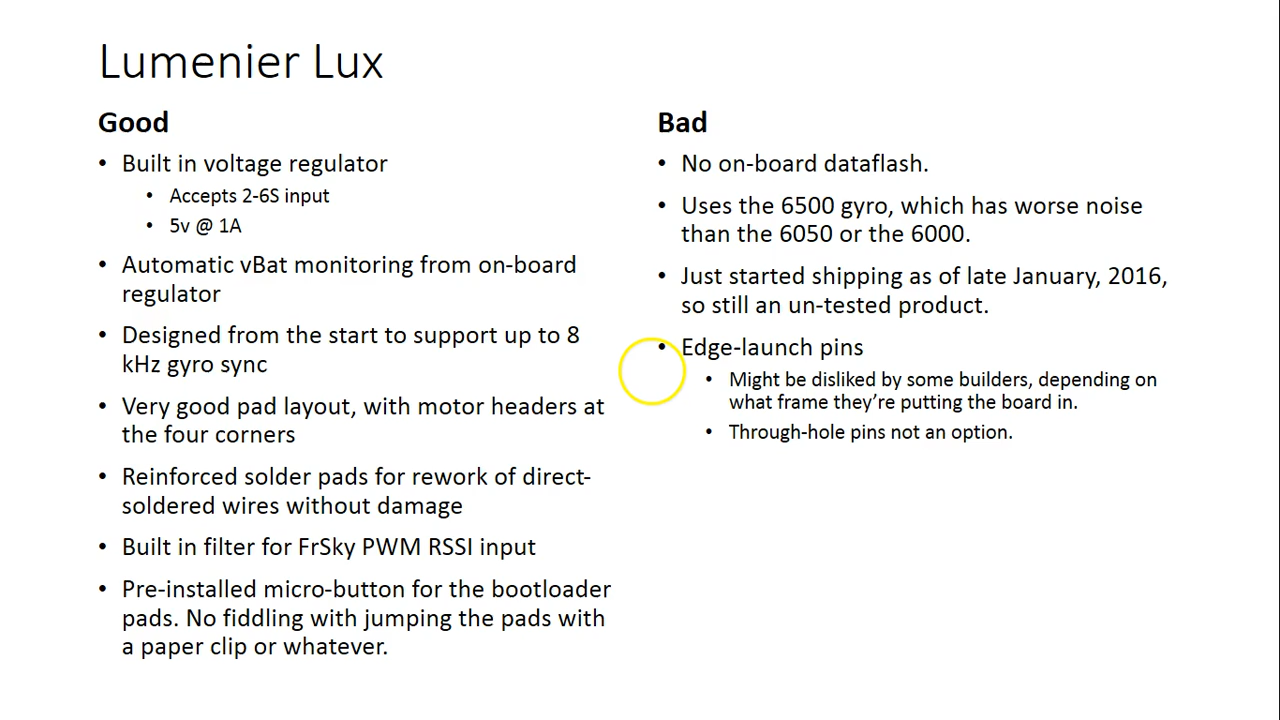 Lumenier Lux
Good
• Built in voltage regulator
• Accepts 2-6S input
• 5v @ 1A
• Automatic vBat monitoring from on-board
regulator
• Designed from the start to support up to 8
kHz gyro sync
• Very good pad layout, with motor headers at
the four corners
• Reinforced solder pads for rework of direct-
soldered wires without damage
• Built in filter for FrSky PWM RSSI input
• Pre-installed micro-button for the bootloader
pads. No fiddling with jumping the pads with
a paper clip or whatever.
Bad
• No on-board dataflash.
• Uses the 6500 gyro, which has worse noise
than the 6050 or the 6000.
• Just started shipping as of late January, 2016,
so still an un-tested product.
• Edge-launch pins
• Might be disliked by some builders, depending on
what frame they’re putting the board in.
• Through-hole pins not an option.